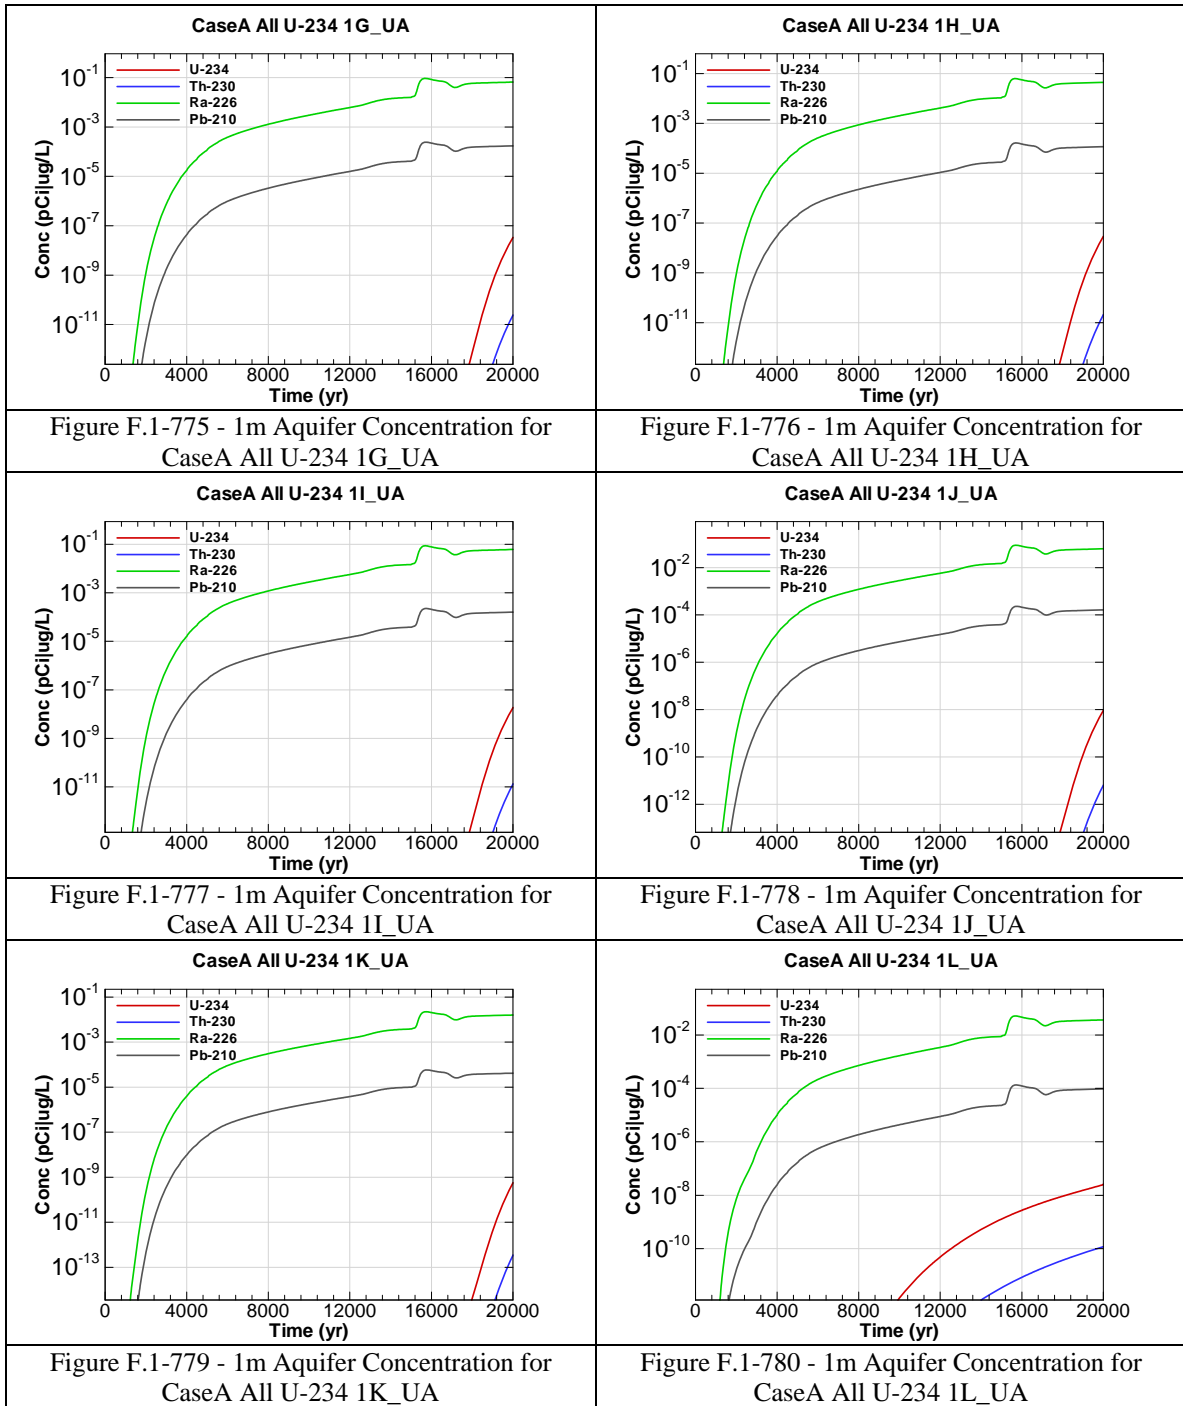 CaseA All U-234 1G_UA
U-234
Th-230
Ra-226
Pb-210
10-1
10-3
10-5
10-7
10-9
10-11
Conc (pCi|ug/L)
0 4000 8000 12000 16000 20000
Time (yr)
Figure F.1-775 - 1m Aquifer Concentration for
CaseA All U-234 1G_UA
CaseA All U-234 1H_UA
U-234
Th-230
Ra-226
Pb-210
10-1
10-3
10-5
10-7
10-9
10-11
Conc (pCi|ug/L)
0 4000 8000 12000 16000 20000
Time (yr)
Figure F.1-776 - 1m Aquifer Concentration for
CaseA All U-234 1H_UA
CaseA All U-234 1I_UA
U-234
Th-230
Ra-226
Pb-210
10-1
10-3
10-5
10-7
10-9
10-11
Conc (pCi|ug/L)
0 4000 8000 12000 16000 20000
Time (yr)
Figure F.1-777 - 1m Aquifer Concentration for
CaseA All U-234 1I_UA
CaseA All U-234 1J_UA
U-234
Th-230
Ra-226
Pb-210
10-2
10-4
10-6
10-8
10-10
10-12
Conc (pCi|ug/L)
0 4000 8000 12000 16000 20000
Time (yr)
Figure F.1-778 - 1m Aquifer Concentration for
CaseA All U-234 1J_UA
CaseA All U-234 1K_UA
U-234
Th-230
Ra-226
Pb-210
10-1
10-3
10-5
10-7
10-9
10-11
10-13
Conc (pCi|ug/L)
0 4000 8000 12000 16000 20000
Time (yr)
Figure F.1-779 - 1m Aquifer Concentration for
CaseA All U-234 1K_UA
CaseA All U-234 1L_UA
U-234
Th-230
Ra-226
Pb-210
10-2
10-4
10-6
10-8
10-10
Conc (pCi|ug/L)
0 4000 8000 12000 16000 20000
Time (yr)
Figure F.1-780 - 1m Aquifer Concentration for
CaseA All U-234 1L_UA